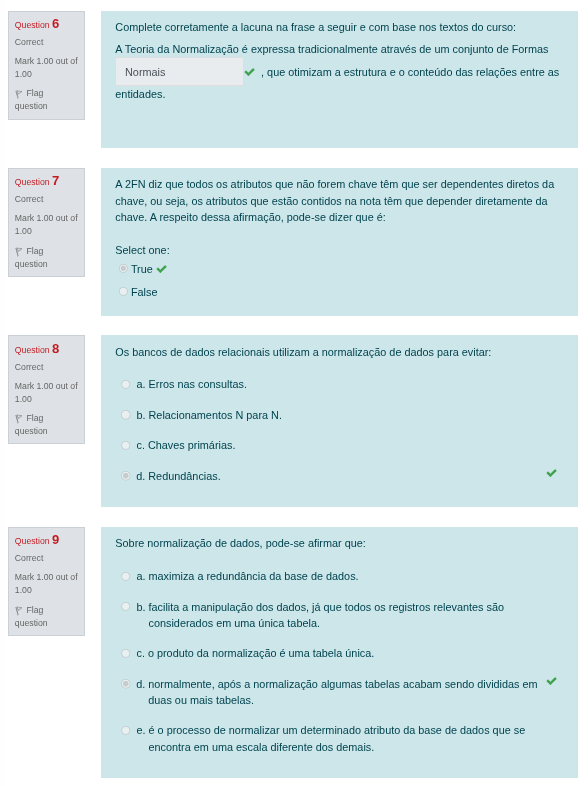 Question 6
Correct
Mark 1.00 out of
1.00
Flag
question
Complete corretamente a lacuna na frase a seguir e com base nos textos do curso:
A Teoria da Normalização é expressa tradicionalmente através de um conjunto de Formas
Normais , que otimizam a estrutura e o conteúdo das relações entre as
entidades.
Question 7
Correct
Mark 1.00 out of
1.00
Flag
question
A 2FN diz que todos os atributos que não forem chave têm que ser dependentes diretos da
chave, ou seja, os atributos que estão contidos na nota têm que depender diretamente da
chave. A respeito dessa afirmação, pode-se dizer que é:
Select one:
True
False
Question 8
Correct
Mark 1.00 out of
1.00
Flag
question
Os bancos de dados relacionais utilizam a normalização de dados para evitar:
a. Erros nas consultas.
b. Relacionamentos N para N.
c. Chaves primárias.
d. Redundâncias.
Question 9
Correct
Mark 1.00 out of
1.00
Flag
question
Sobre normalização de dados, pode-se afirmar que:
a. maximiza a redundância da base de dados.
b. facilita a manipulação dos dados, já que todos os registros relevantes são
considerados em uma única tabela.
c. o produto da normalização é uma tabela única.
d. normalmente, após a normalização algumas tabelas acabam sendo divididas em
duas ou mais tabelas.
e. é o processo de normalizar um determinado atributo da base de dados que se
encontra em uma escala diferente dos demais.